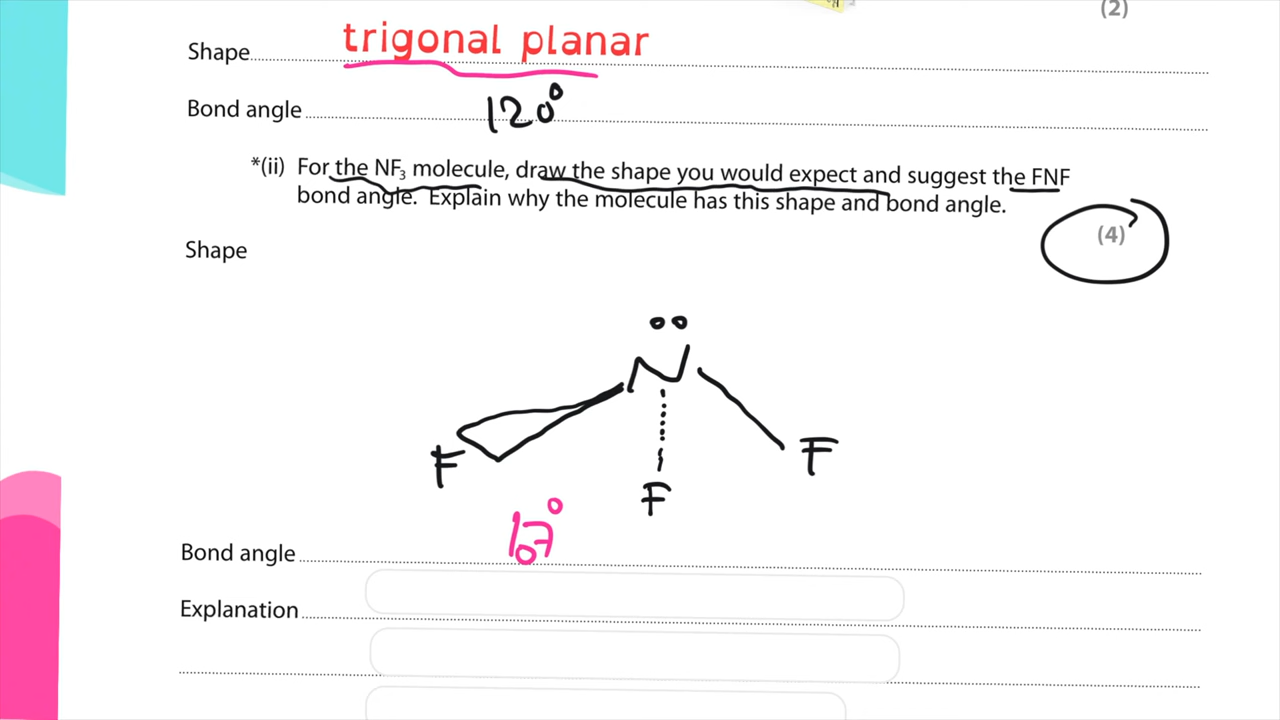 (2)
Shape trigonal planar
Bond angle 120°
*(ii) For the NF₃ molecule, draw the shape you would expect and suggest the FNF
bond angle. Explain why the molecule has this shape and bond angle.
(4)
Shape
N
F F
F
Bond angle 107°
Explanation